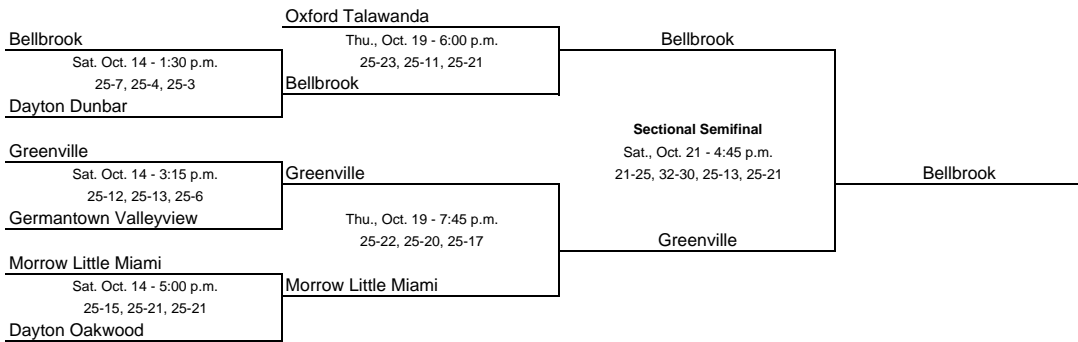 Oxford Talawanda
Bellbrook
Thu., Oct. 19 - 6:00 p.m.
Bellbrook
Sat. Oct. 14 - 1:30 p.m.
25-23, 25-11, 25-21
25-7, 25-4, 25-3
Bellbrook
Dayton Dunbar
Sectional Semifinal
Greenville
Sat., Oct. 21 - 4:45 p.m.
Sat. Oct. 14 - 3:15 p.m.
Greenville
21-25, 32-30, 25-13, 25-21
Bellbrook
25-12, 25-13, 25-6
Germantown Valleyview
Thu., Oct. 19 - 7:45 p.m.
25-22, 25-20, 25-17
Greenville
Morrow Little Miami
Sat. Oct. 14 - 5:00 p.m.
Morrow Little Miami
25-15, 25-21, 25-21
Dayton Oakwood